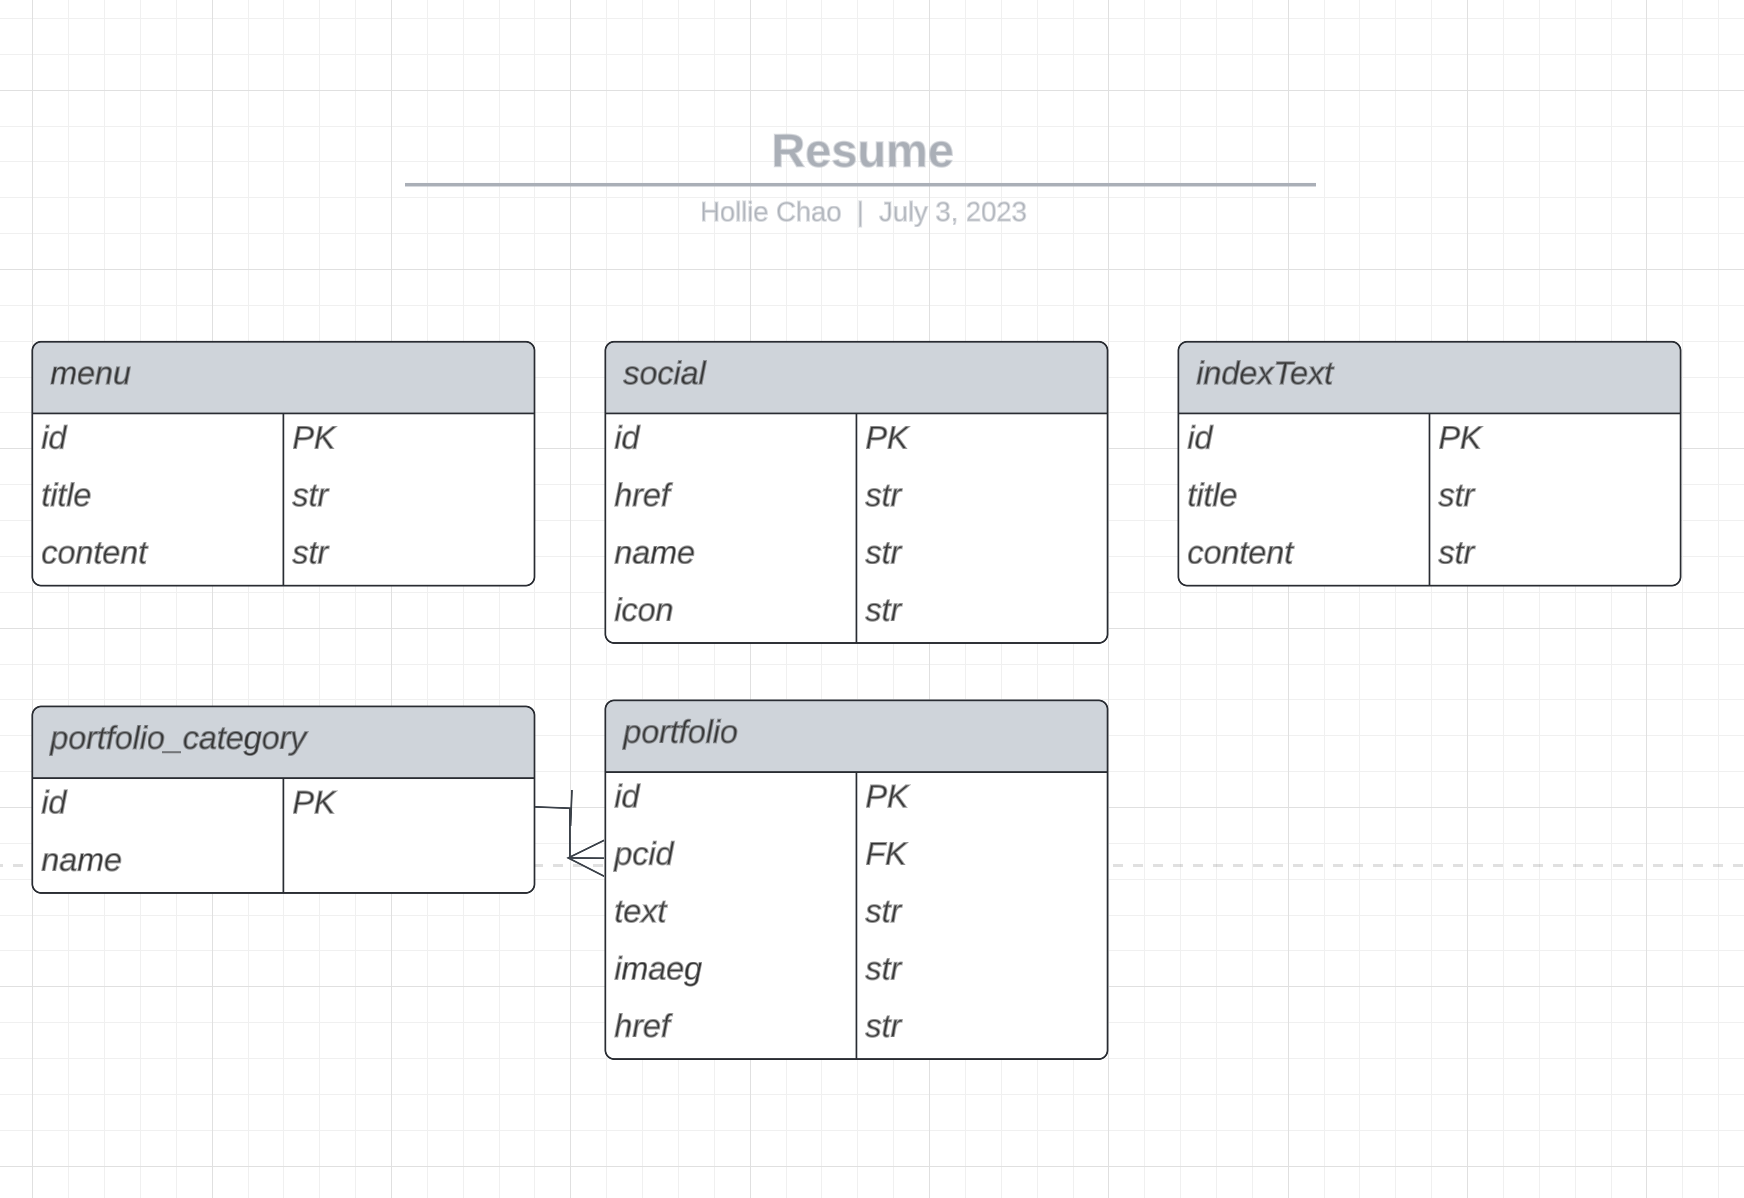 Resume
Hollie Chao | July 3, 2023
menu
id PK
title str
content str
social
id PK
href str
name str
icon str
indexText
id PK
title str
content str
portfolio_category
id PK
name
portfolio
id PK
pcid FK
text str
imaeg str
href str